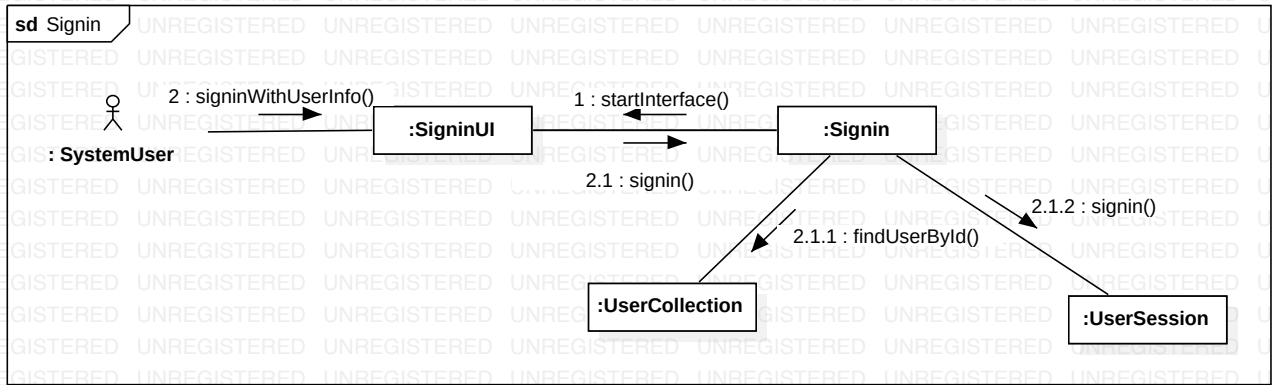 sd Signin
2 : signinWithUserInfo()
1 : startInterface()
:SigninUI
:Signin
: SystemUser
2.1 : signin()
2.1.2 : signin()
2.1.1 : findUserById()
:UserCollection
:UserSession
UNREGISTERED